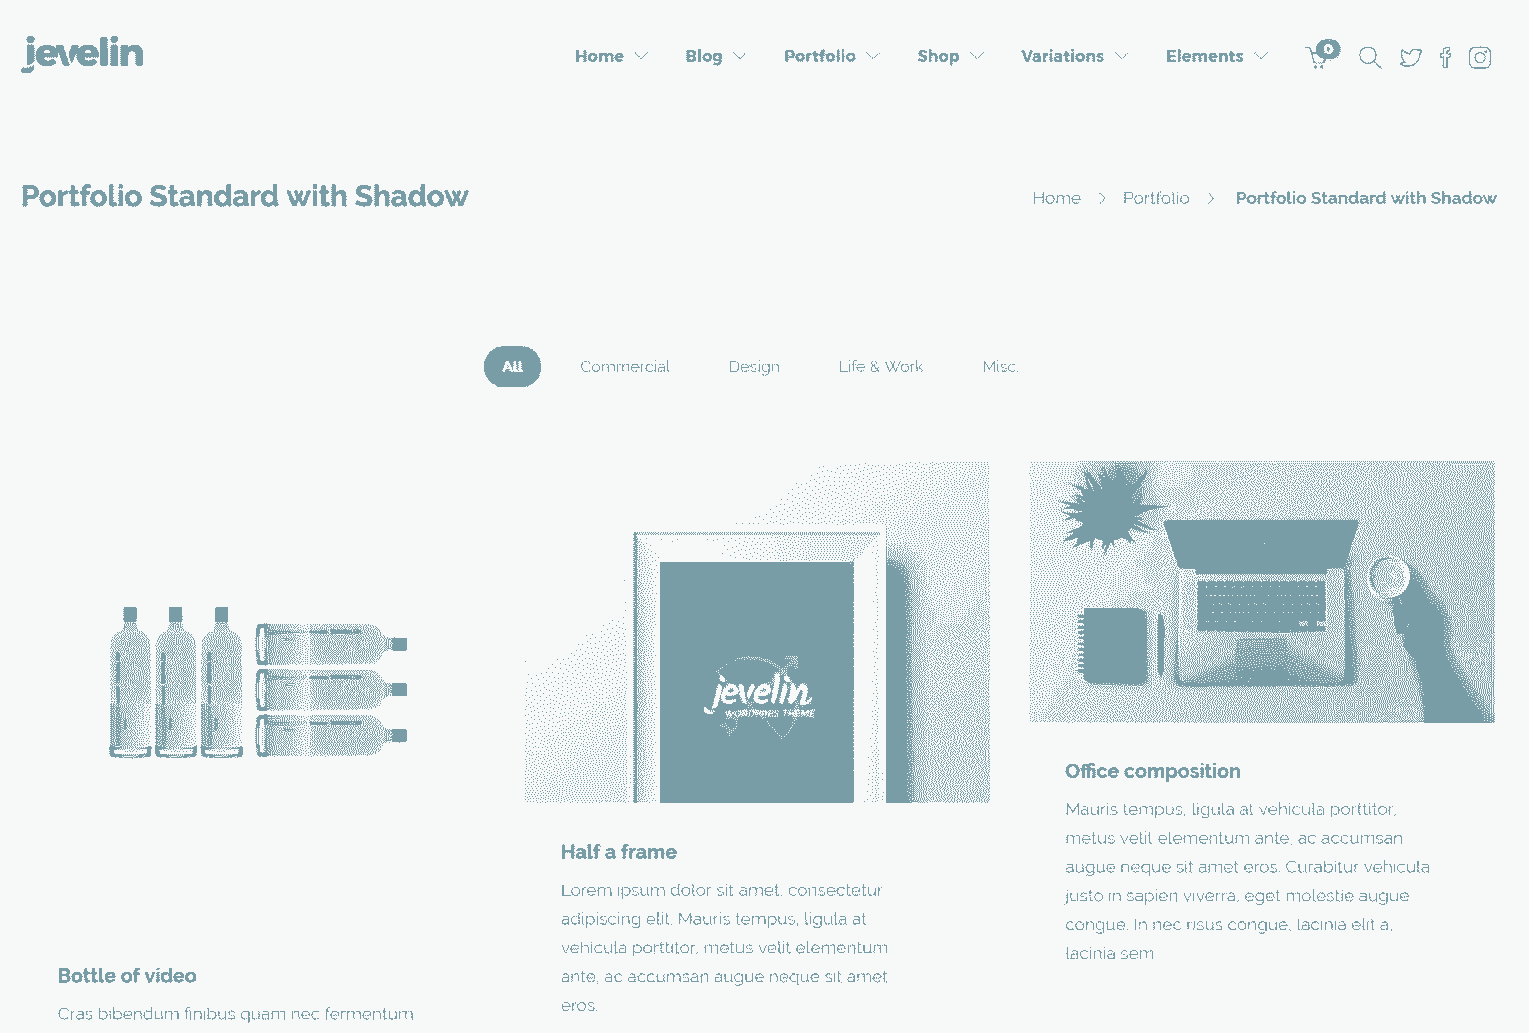 jevelin
Home Blog Portfolio Shop Variations Elements 0
Portfolio Standard with Shadow
Home Portfolio Portfolio Standard with Shadow
All Commercial Design Life & Work Misc.
jevelin
WORDPRESS THEME
Office composition
Mauris tempus, ligula at vehicula porttitor,
metus velit elementum ante, ac accumsan
augue neque sit amet eros. Curabitur vehicula
justo in sapien viverra, eget molestie augue
congue. In nec risus congue, lacinia elit a,
lacinia sem
Half a frame
Lorem ipsum dolor sit amet, consectetur
adipiscing elit. Mauris tempus, ligula at
vehicula porttitor, metus velit elementum
ante, ac accumsan augue neque sit amet
eros.
Bottle of video
Cras bibendum finibus quam nec fermentum